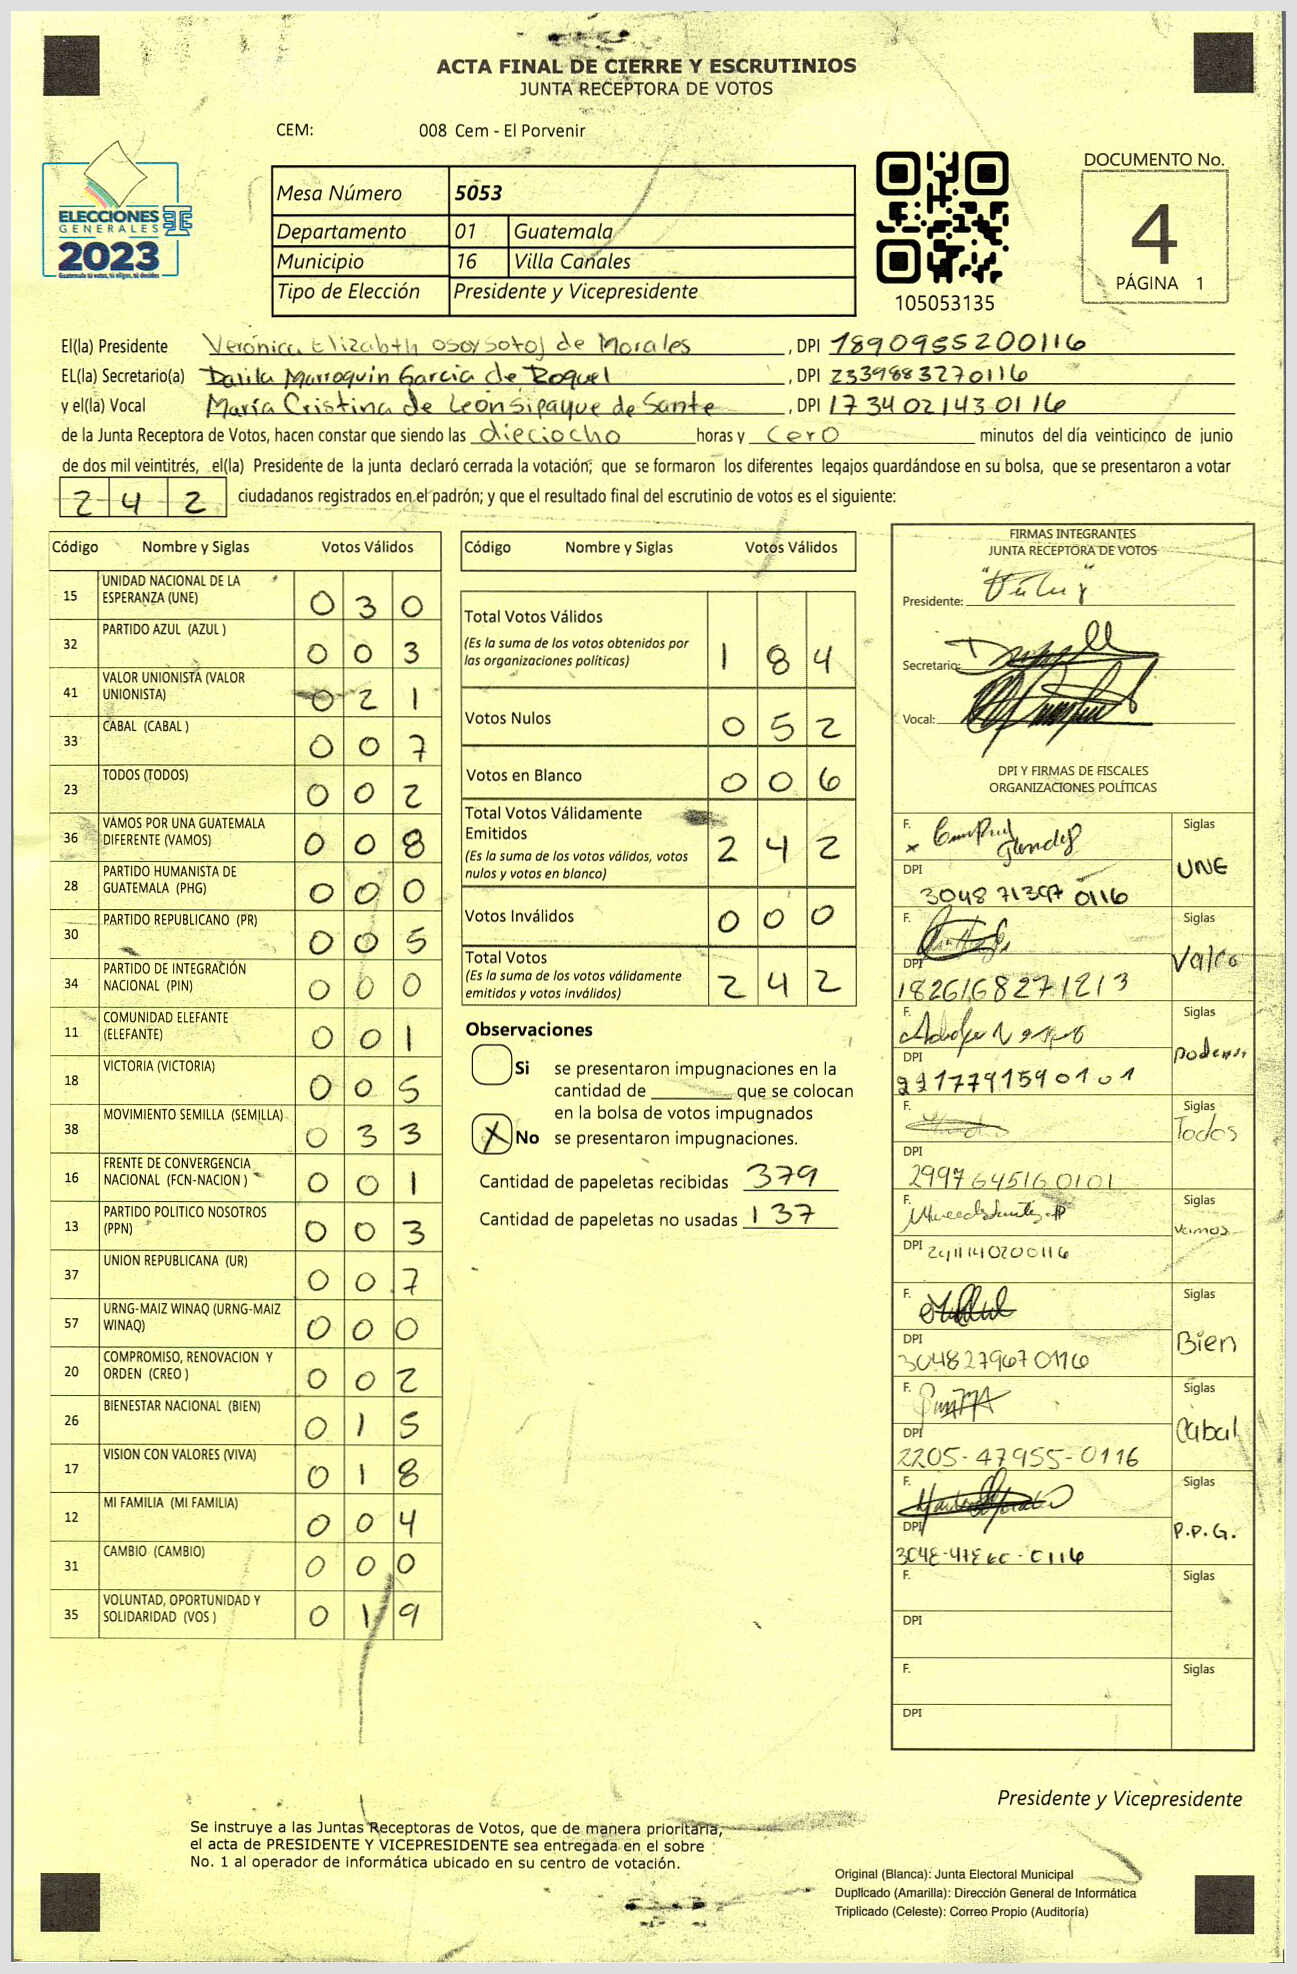 ACTA FINAL DE CIERRE Y ESCRUTINIOS
JUNTA RECEPTORA DE VOTOS
CEM: 008 Cem - El Porvenir
ELECCIONES
GENERALES
2023
Guatemala tú votas, tú eliges, tú decides
Mesa Número 5053
Departamento 01 Guatemala
Municipio 16 Villa Canales
Tipo de Elección Presidente y Vicepresidente
105053135
DOCUMENTO No.
4
PÁGINA 1
El(la) Presidente Verónica Elizabth osoy sotoj de Morales , DPI 1890955200116
EL(la) Secretario(a) Dalila Marroquin Garcia de Roquel , DPI 2339883270116
y el(la) Vocal María Cristina de León Sipaque de Sante , DPI 1734021430116
de la Junta Receptora de Votos, hacen constar que siendo las dieciocho horas y cero minutos del día veinticinco de junio
de dos mil veintitrés, el(la) Presidente de la junta declaró cerrada la votación; que se formaron los diferentes legajos guardándose en su bolsa, que se presentaron a votar
242 ciudadanos registrados en el padrón; y que el resultado final del escrutinio de votos es el siguiente:
Código Nombre y Siglas Votos Válidos
15 UNIDAD NACIONAL DE LA ESPERANZA (UNE) 0 3 0
32 PARTIDO AZUL (AZUL ) 0 0 3
41 VALOR UNIONISTA (VALOR UNIONISTA) 0 2 1
33 CABAL (CABAL ) 0 0 7
23 TODOS (TODOS) 0 0 2
36 VAMOS POR UNA GUATEMALA DIFERENTE (VAMOS) 0 0 8
28 PARTIDO HUMANISTA DE GUATEMALA (PHG) 0 0 0
30 PARTIDO REPUBLICANO (PR) 0 0 5
34 PARTIDO DE INTEGRACIÓN NACIONAL (PIN) 0 0 0
11 COMUNIDAD ELEFANTE (ELEFANTE) 0 0 1
18 VICTORIA (VICTORIA) 0 0 5
38 MOVIMIENTO SEMILLA (SEMILLA) 0 3 3
16 FRENTE DE CONVERGENCIA NACIONAL (FCN-NACION ) 0 0 1
13 PARTIDO POLÍTICO NOSOTROS (PPN) 0 0 3
37 UNION REPUBLICANA (UR) 0 0 7
57 URNG-MAIZ WINAQ (URNG-MAIZ WINAQ) 0 0 0
20 COMPROMISO, RENOVACION Y ORDEN (CREO ) 0 0 2
26 BIENESTAR NACIONAL (BIEN) 0 1 5
17 VISION CON VALORES (VIVA) 0 1 8
12 MI FAMILIA (MI FAMILIA) 0 0 4
31 CAMBIO (CAMBIO) 0 0 0
35 VOLUNTAD, OPORTUNIDAD Y SOLIDARIDAD (VOS ) 0 1 9
Código Nombre y Siglas Votos Válidos
Total Votos Válidos 1 8 4
(Es la suma de los votos obtenidos por
las organizaciones políticas)
Votos Nulos 0 5 2
Votos en Blanco 0 0 6
Total Votos Válidamente
Emitidos 2 4 2
(Es la suma de los votos válidos, votos
nulos y votos en blanco)
Votos Inválidos 0 0 0
Total Votos 2 4 2
(Es la suma de los votos válidamente
emitidos y votos inválidos)
Observaciones
Si se presentaron impugnaciones en la
cantidad de ________ que se colocan
en la bolsa de votos impugnados
X No se presentaron impugnaciones.
Cantidad de papeletas recibidas 379
Cantidad de papeletas no usadas 137
FIRMAS INTEGRANTES
JUNTA RECEPTORA DE VOTOS
Presidente:
Secretario:
Vocal:
DPI Y FIRMAS DE FISCALES
ORGANIZACIONES POLÍTICAS
F. Siglas
UNE
DPI
3048713970116
F. Siglas
Valo
DPI
1826168271213
F. Siglas
podemos
DPI
2217791590101
F. Siglas
Todos
DPI
2997645160101
F. Siglas
vamos
DPI 2411140200116
F. Siglas
Bien
DPI
3048279670116
F. Siglas
Cabal
DPI
2205-47955-0116
F. Siglas
P.P.G.
DPI
F. Siglas
DPI
F. Siglas
DPI
Presidente y Vicepresidente
Se instruye a las Juntas Receptoras de Votos, que de manera prioritaria,
el acta de PRESIDENTE Y VICEPRESIDENTE sea entregada en el sobre
No. 1 al operador de informática ubicado en su centro de votación.
Original (Blanca): Junta Electoral Municipal
Duplicado (Amarilla): Dirección General de Informática
Triplicado (Celeste): Correo Propio (Auditoría)